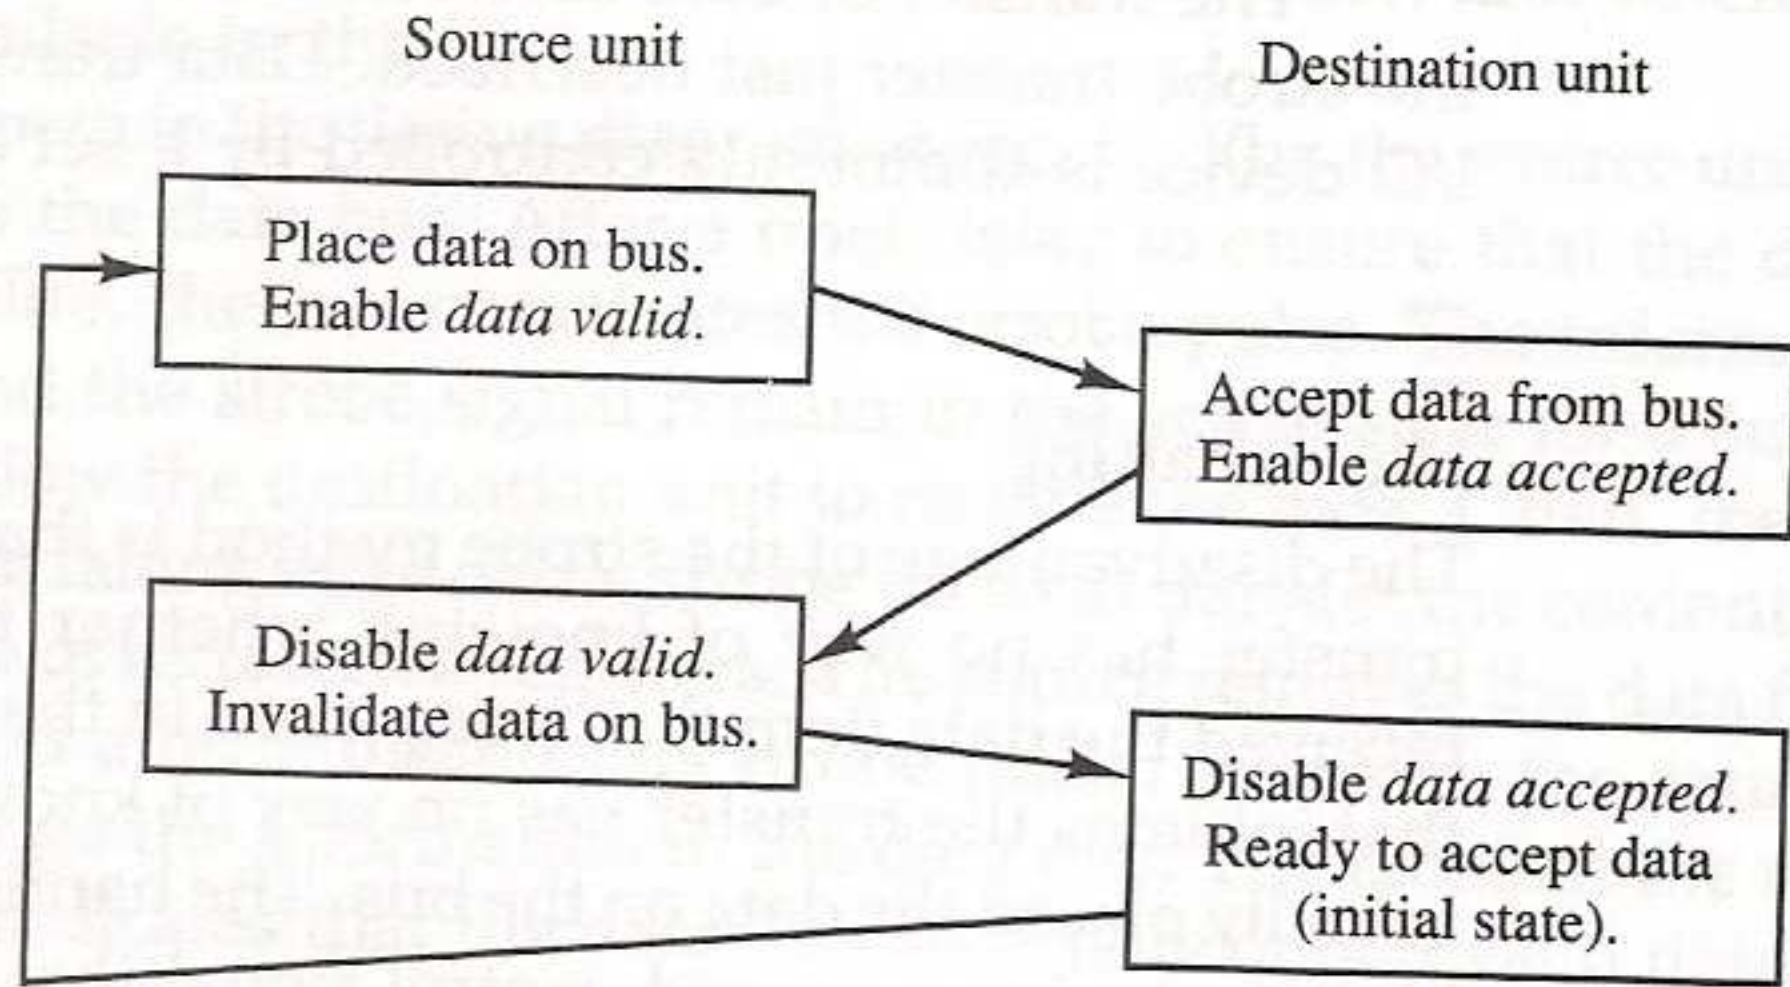 Source unit
Destination unit
Place data on bus.
Enable data valid.
Accept data from bus.
Enable data accepted.
Disable data valid.
Invalidate data on bus.
Disable data accepted.
Ready to accept data
(initial state).